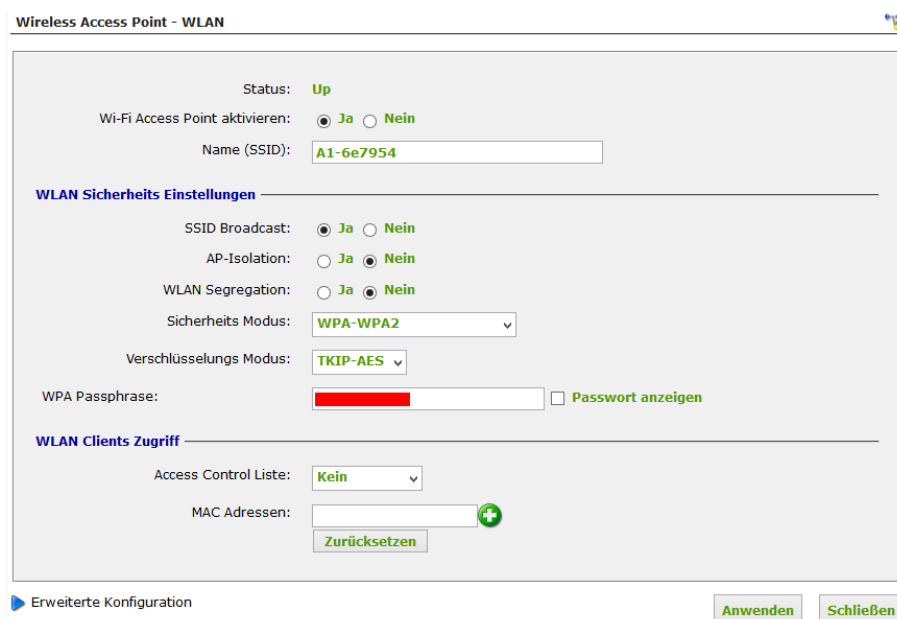 Wireless Access Point - WLAN
Status: Up
Wi-Fi Access Point aktivieren: Ja Nein
Name (SSID): A1-6e7954
WLAN Sicherheits Einstellungen
SSID Broadcast: Ja Nein
AP-Isolation: Ja Nein
WLAN Segregation: Ja Nein
Sicherheits Modus: WPA-WPA2
Verschlüsselungs Modus: TKIP-AES
WPA Passphrase: Passwort anzeigen
WLAN Clients Zugriff
Access Control Liste: Kein
MAC Adressen:
Zurücksetzen
Erweiterte Konfiguration
Anwenden Schließen